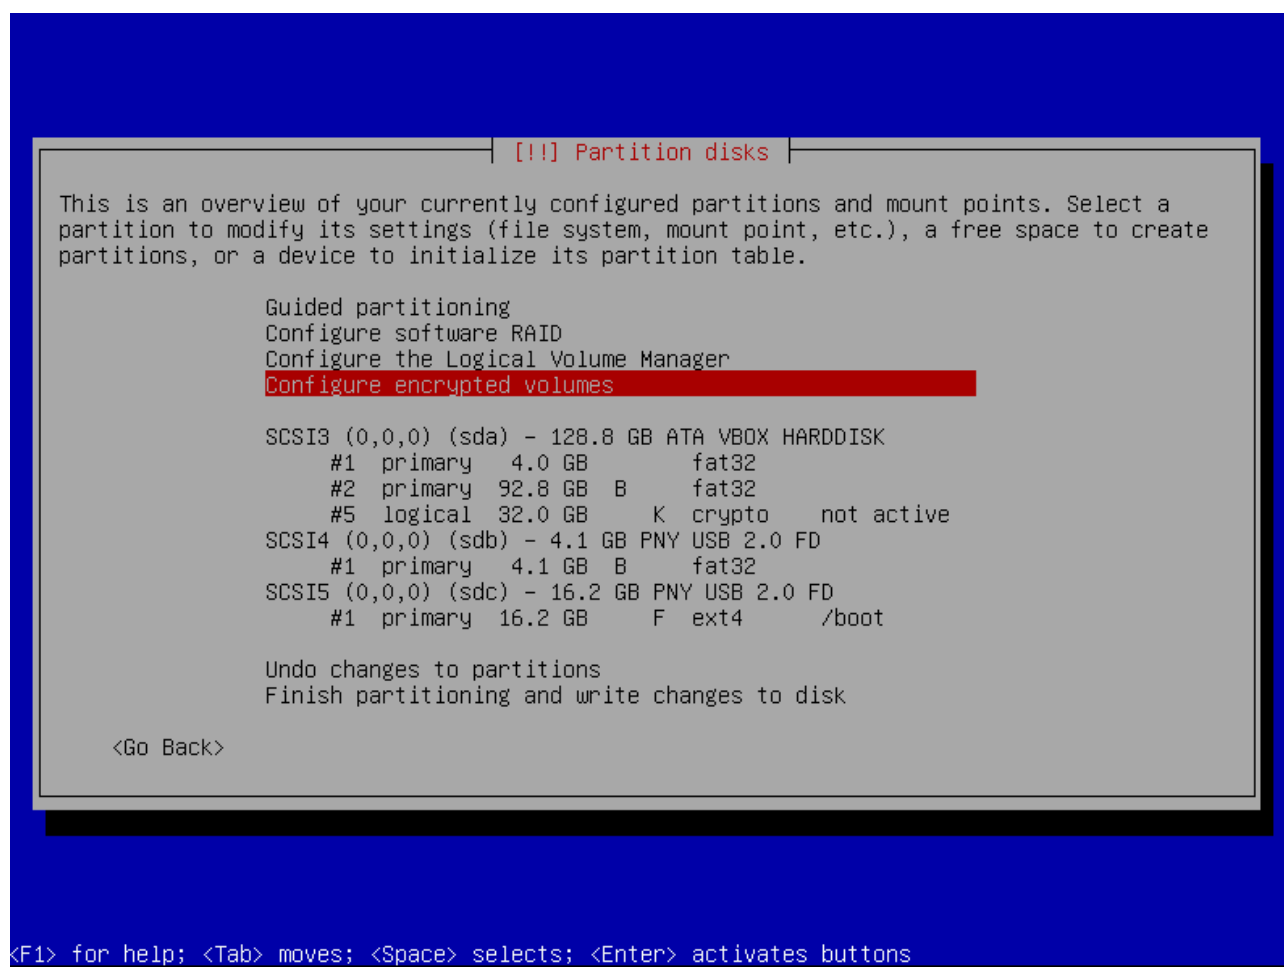 [!!] Partition disks
This is an overview of your currently configured partitions and mount points. Select a
partition to modify its settings (file system, mount point, etc.), a free space to create
partitions, or a device to initialize its partition table.
Guided partitioning
Configure software RAID
Configure the Logical Volume Manager
Configure encrypted volumes
SCSI3 (0,0,0) (sda) - 128.8 GB ATA VBOX HARDDISK
#1 primary 4.0 GB fat32
#2 primary 92.8 GB B fat32
#5 logical 32.0 GB K crypto not active
SCSI4 (0,0,0) (sdb) - 4.1 GB PNY USB 2.0 FD
#1 primary 4.1 GB B fat32
SCSI5 (0,0,0) (sdc) - 16.2 GB PNY USB 2.0 FD
#1 primary 16.2 GB F ext4 /boot
Undo changes to partitions
Finish partitioning and write changes to disk
<Go Back>
<F1> for help; <Tab> moves; <Space> selects; <Enter> activates buttons